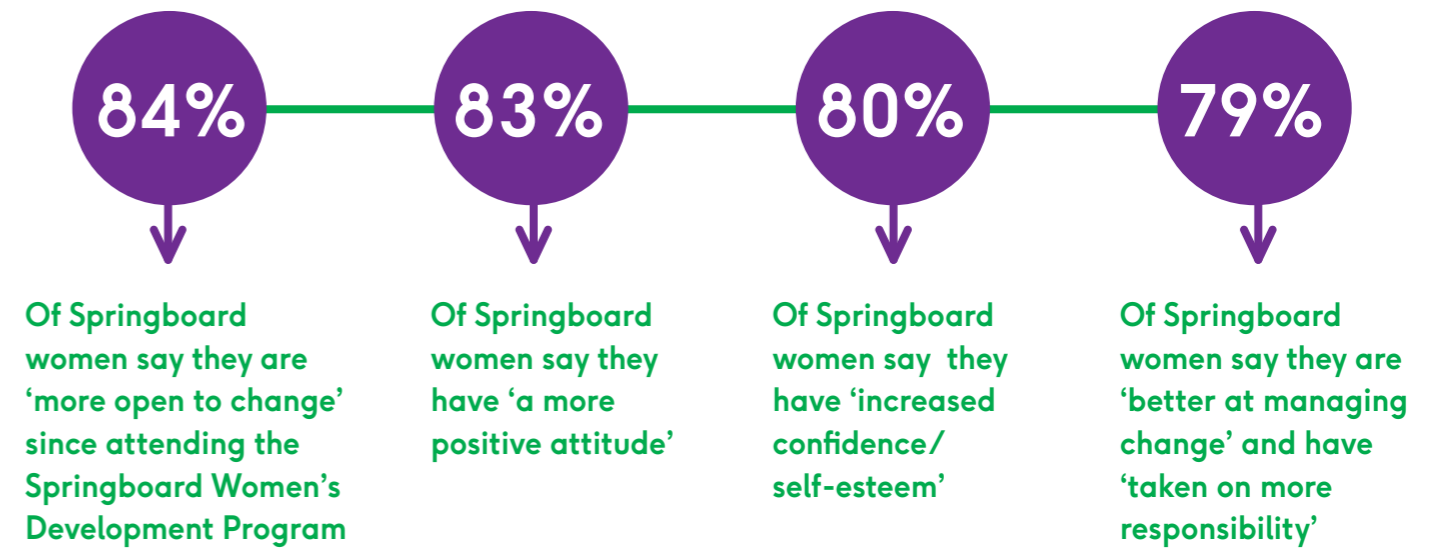 84%
Of Springboard
women say they are
‘more open to change’
since attending the
Springboard Women’s
Development Program
83%
Of Springboard
women say they
have ‘a more
positive attitude’
80%
Of Springboard
women say  they
have ‘increased
confidence/
self-esteem’
79%
Of Springboard
women say they are
‘better at managing
change’ and have
‘taken on more
responsibility’